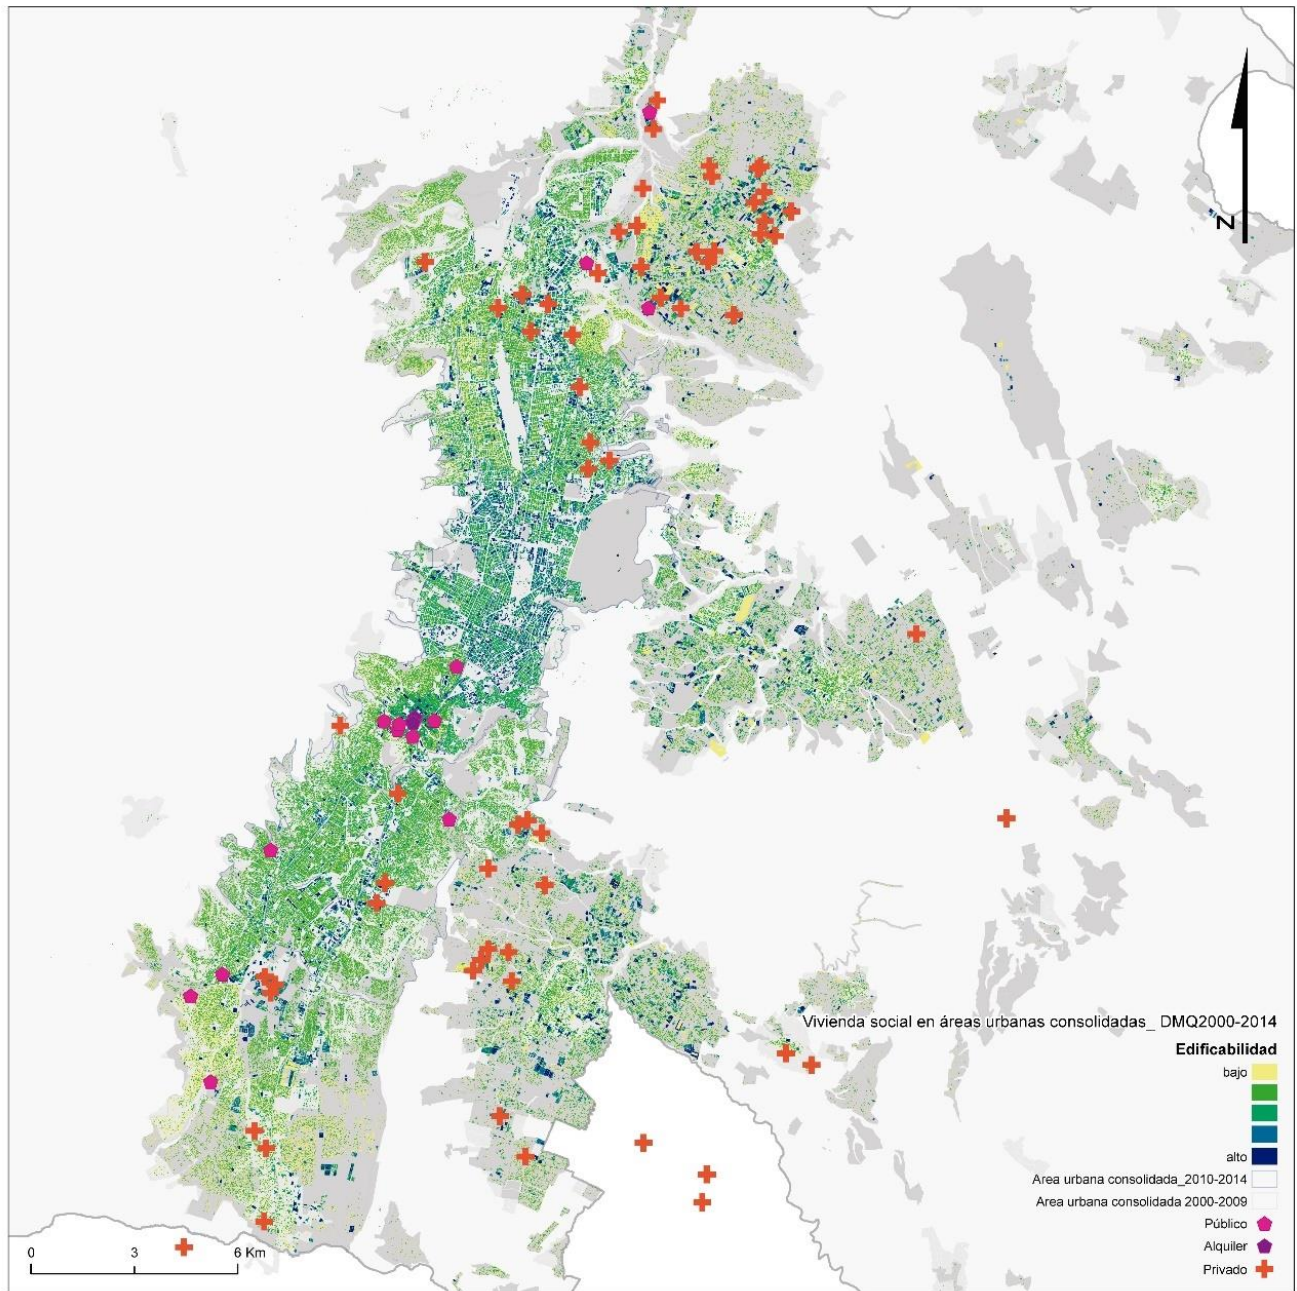 N
Vivienda social en áreas urbanas consolidadas_ DMQ2000-2014
Edificabilidad
bajo
alto
Area urbana consolidada_2010-2014
Area urbana consolidada 2000-2009
Público
Alquiler
Privado
0 3 6 Km